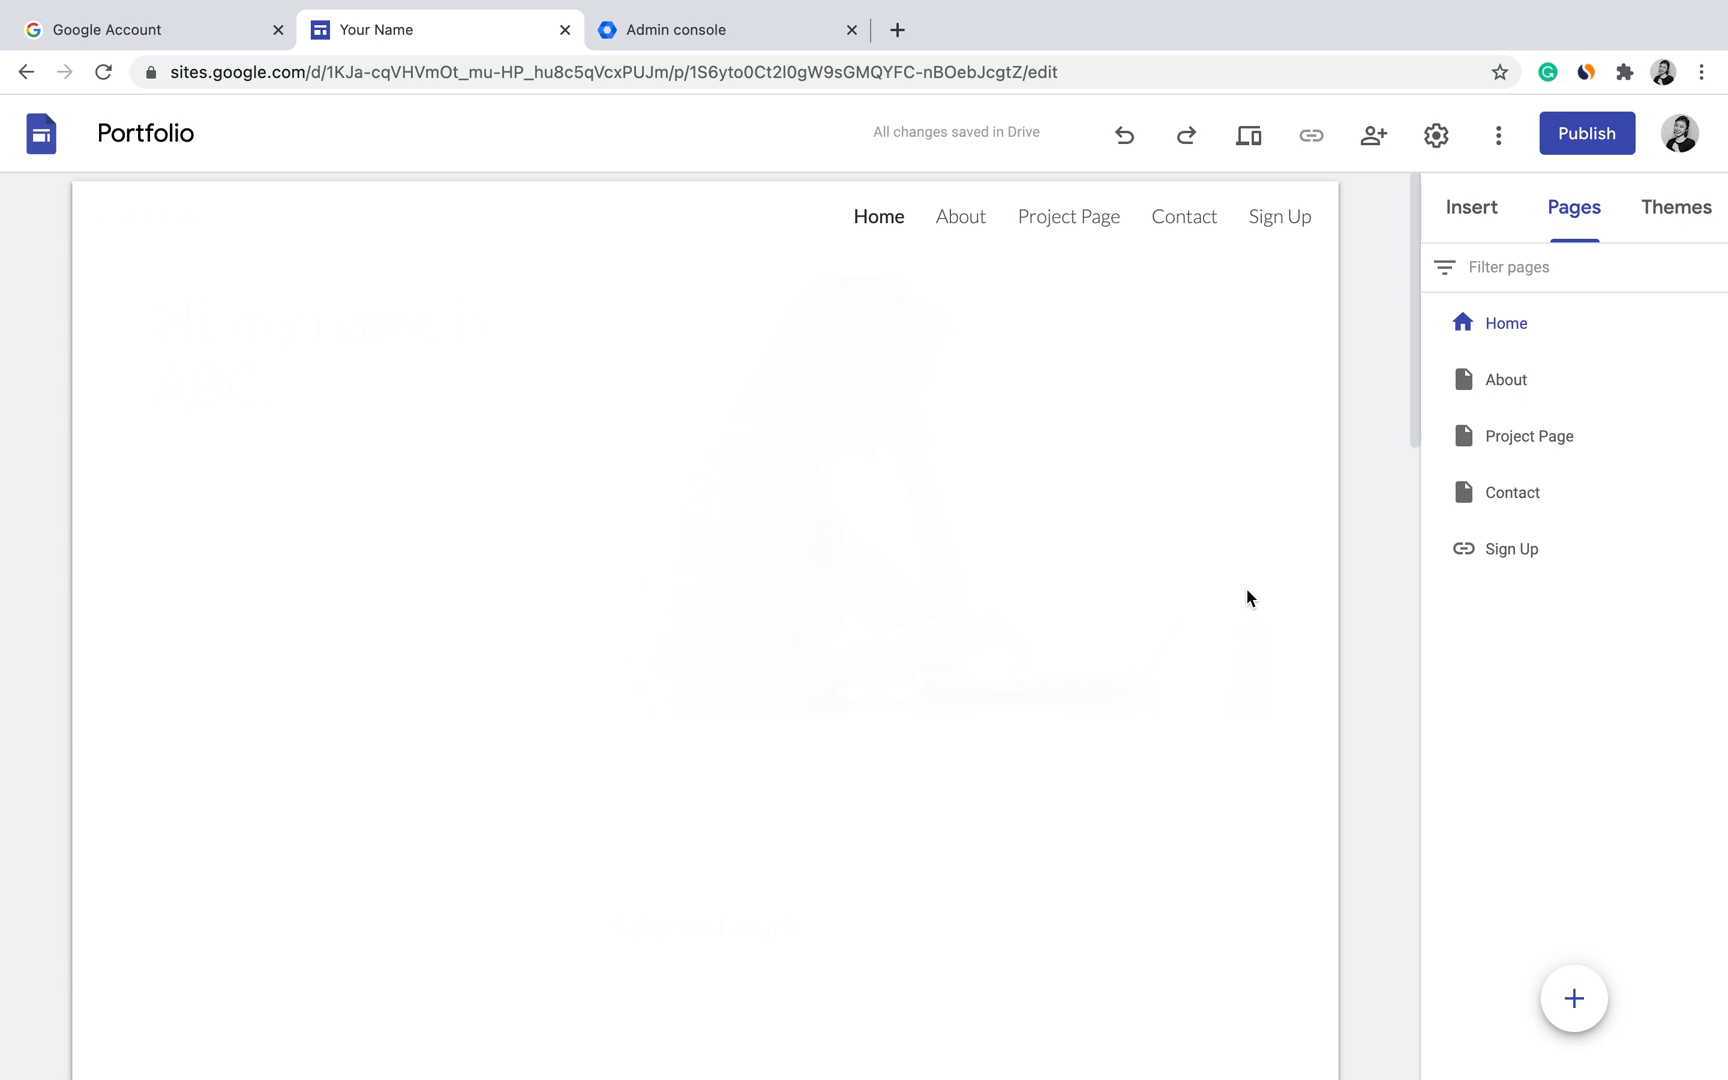 Google Account
Your Name
Admin console
sites.google.com/d/1KJa-cqVHVmOt_mu-HP_hu8c5qVcxPUJm/p/1S6yto0Ct2l0gW9sGMQYFC-nBOebJcgtZ/edit
Portfolio
All changes saved in Drive
Publish
Home About Project Page Contact Sign Up
Insert Pages Themes
Filter pages
Home
About
Project Page
Contact
Sign Up